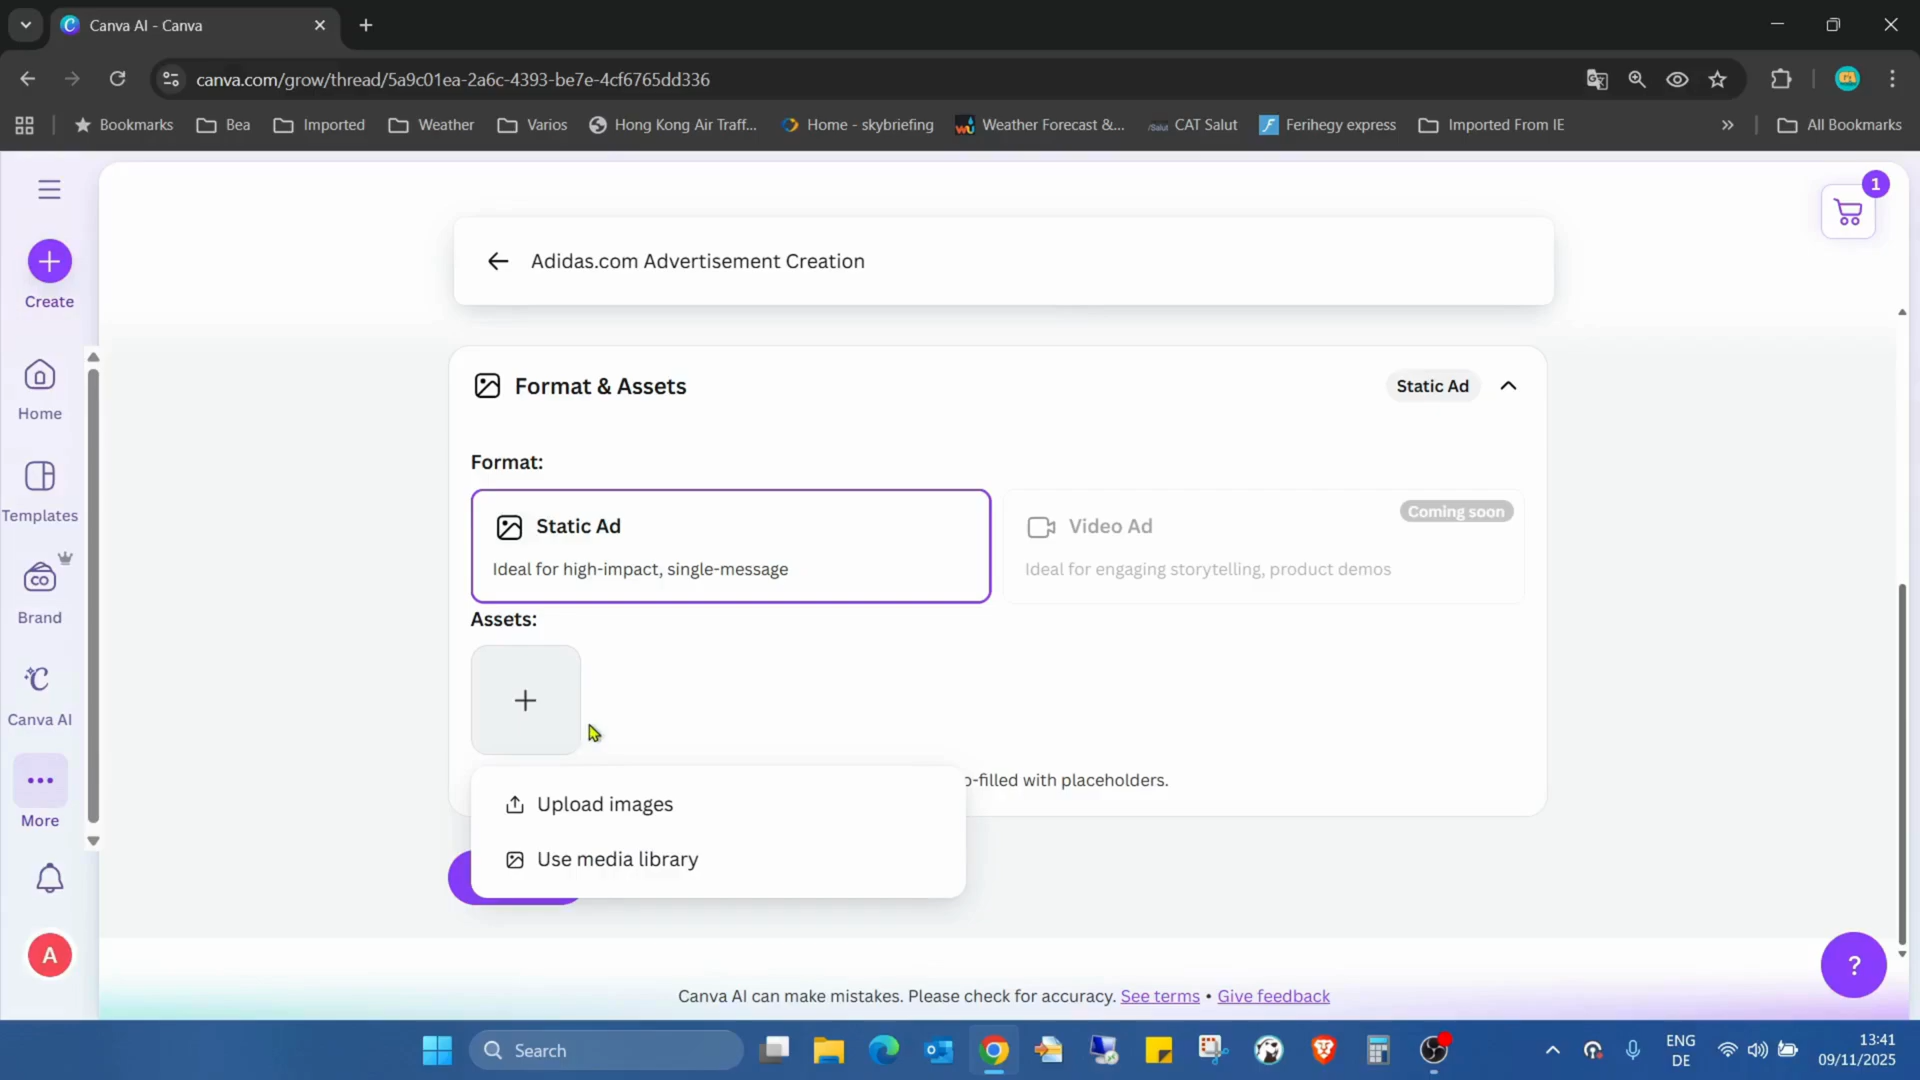 Canva AI - Canva
canva.com/grow/thread/5a9c01ea-2a6c-4393-be7e-4cf6765dd336
Bookmarks
Bea
Imported
Weather
Varios
Hong Kong Air Traff...
Home - skybriefing
Weather Forecast &...
CAT Salut
Ferihegy express
Imported From IE
»
All Bookmarks
1
Create
Home
Templates
CO
Brand
Canva AI
More
A
Adidas.com Advertisement Creation
Format & Assets
Static Ad
Format:
Static Ad
Ideal for high-impact, single-message
Coming soon
Video Ad
Ideal for engaging storytelling, product demos
Assets:
o-filled with placeholders.
Upload images
Use media library
?
Canva AI can make mistakes. Please check for accuracy. See terms • Give feedback
Search
ENG
DE
13:41
09/11/2025